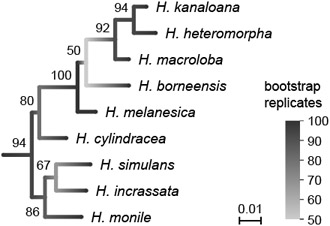 94
H. kanaloana
92
H. heteromorpha
50
H. macroloba
100
H. borneensis
80
H. melanesica
94
H. cylindracea
67
H. simulans
H. incrassata
86
H. monile
bootstrap
replicates
100
90
80
70
60
50
0.01